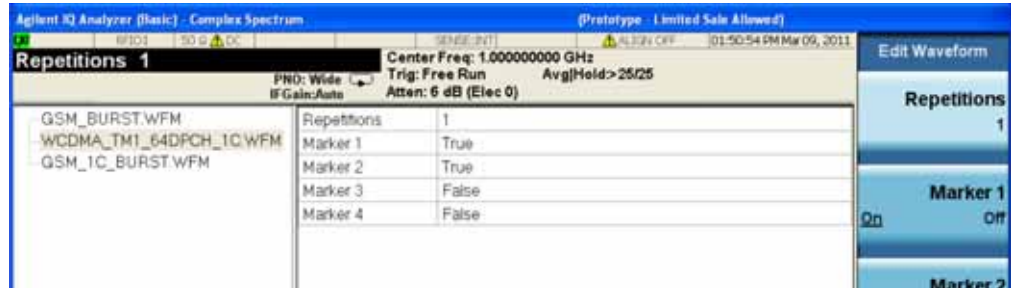 Agilent IQ Analyzer (Basic) - Complex Spectrum (Prototype - Limited Sale Allowed)
RFIO1 50 Ω DC SENSE:INT ALIGN OFF 01:50:54 PM Mar 09, 2011
Repetitions 1
Center Freq: 1.000000000 GHz
PNO: Wide Trig: Free Run Avg|Hold:> 25/25
IFGain:Auto Atten: 6 dB (Elec 0)
Edit Waveform
GSM_BURST.WFM
WCDMA_TM1_64DPCH_1C.WFM
GSM_1C_BURST.WFM
Repetitions 1
Marker 1 True
Marker 2 True
Marker 3 False
Marker 4 False
Repetitions
1
Marker 1
On Off
Marker 2